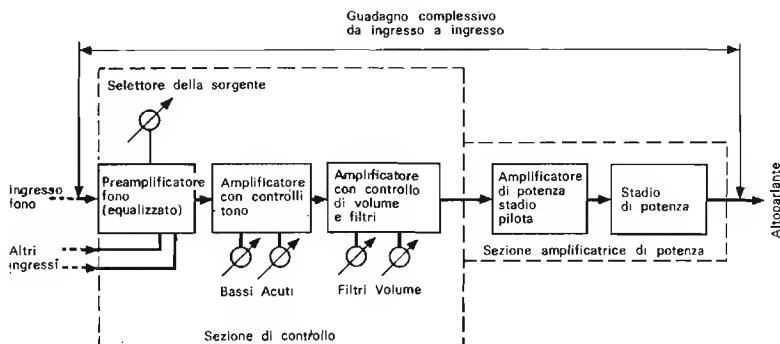 Guadagno complessivo
da ingresso a ingresso
Selettore della sorgente
Ingresso
fono
Preamplificatore
fono
(equalizzato)
Amplificatore
con controlli
tono
Amplificatore
con controllo
di volume
e filtri
Amplificatore
di potenza
stadio
pilota
Stadio
di potenza
Altoparlante
Altri
ingressi
Bassi Acuti
Filtri Volume
Sezione amplificatrice di potenza
Sezione di controllo